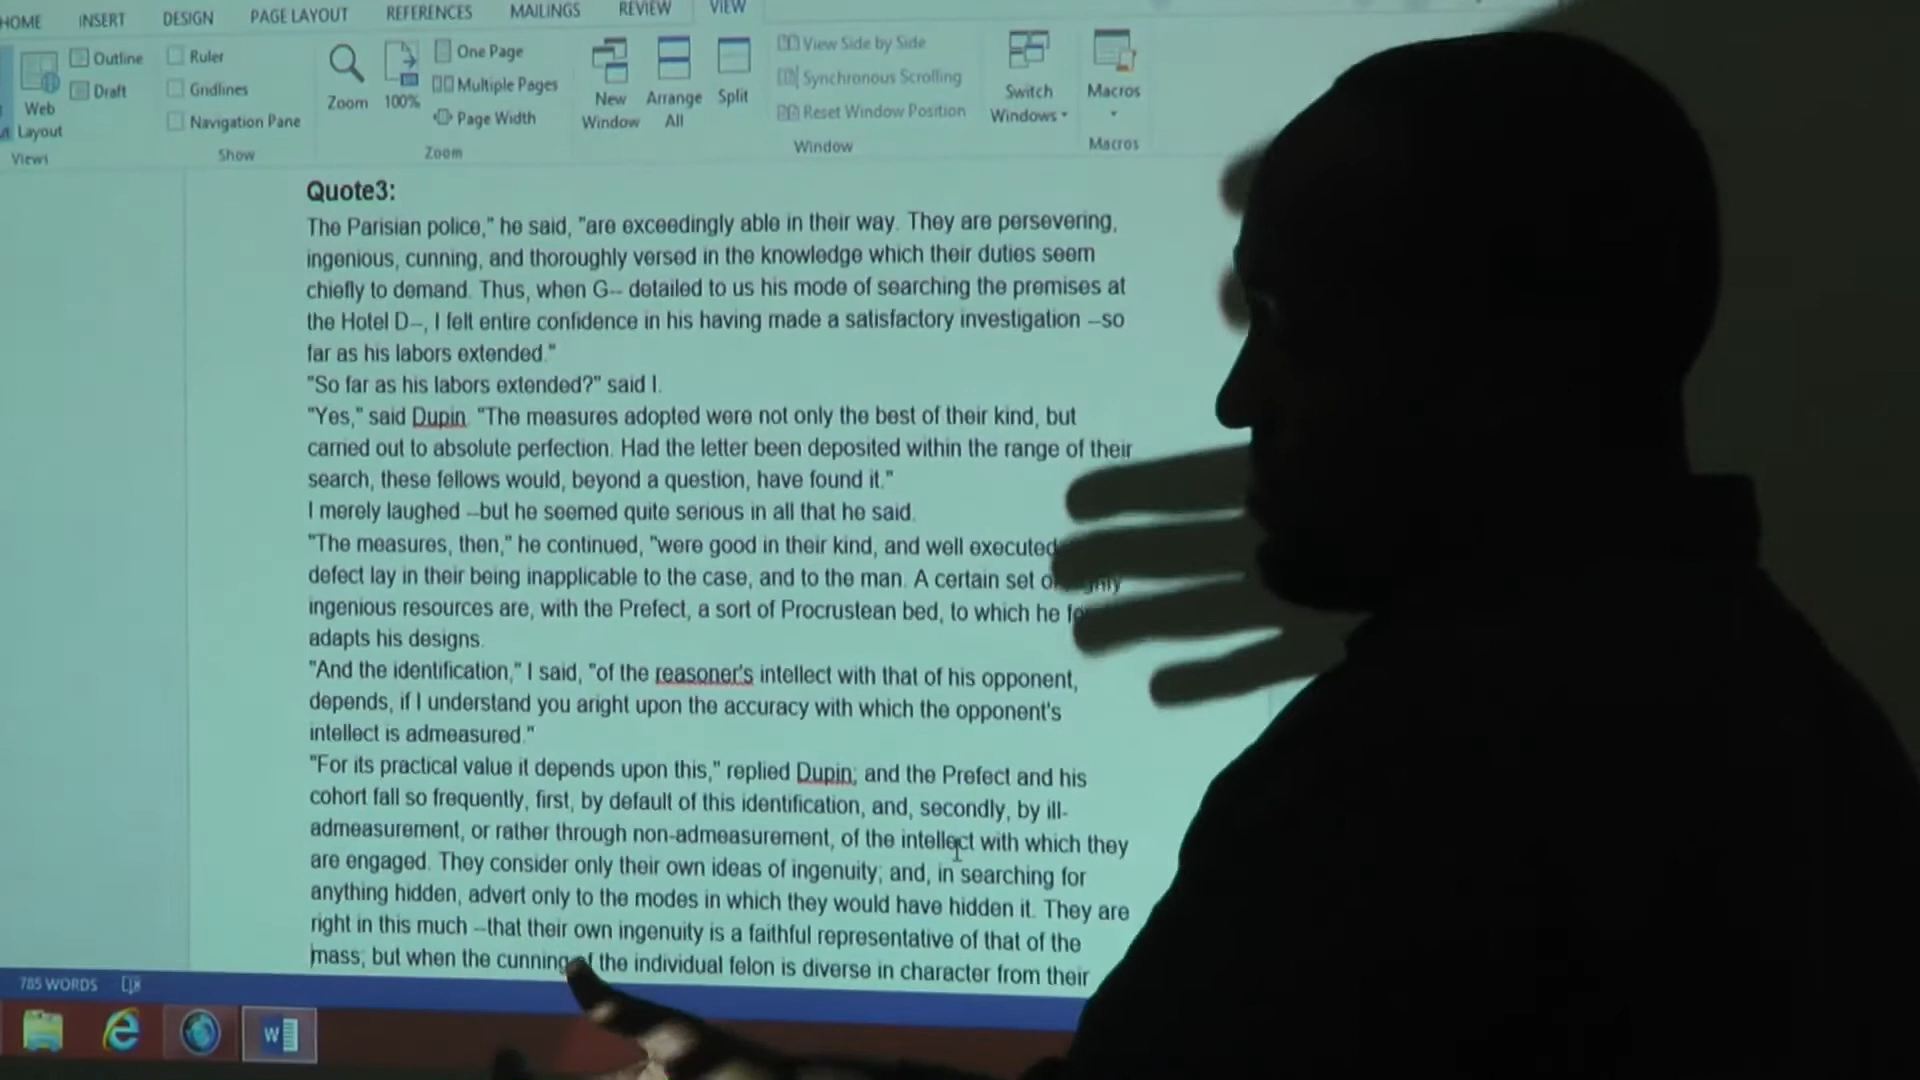 HOME INSERT DESIGN PAGE LAYOUT REFERENCES MAILINGS REVIEW VIEW
Outline Ruler One Page View Side by Side
Draft Gridlines Multiple Pages Synchronous Scrolling
Web Layout Navigation Pane Zoom 100% Page Width New Window Arrange All Split Reset Window Position Switch Windows Macros
Views Show Zoom Window Macros
Quote3:
The Parisian police," he said, "are exceedingly able in their way. They are persevering,
ingenious, cunning, and thoroughly versed in the knowledge which their duties seem
chiefly to demand. Thus, when G-- detailed to us his mode of searching the premises at
the Hotel D--, I felt entire confidence in his having made a satisfactory investigation --so
far as his labors extended."
"So far as his labors extended?" said I.
"Yes," said Dupin. "The measures adopted were not only the best of their kind, but
carried out to absolute perfection. Had the letter been deposited within the range of their
search, these fellows would, beyond a question, have found it."
I merely laughed --but he seemed quite serious in all that he said.
"The measures, then," he continued, "were good in their kind, and well executed
defect lay in their being inapplicable to the case, and to the man. A certain set
ingenious resources are, with the Prefect, a sort of Procrustean bed, to which he
adapts his designs.
"And the identification," I said, "of the reasoner's intellect with that of his opponent,
depends, if I understand you aright upon the accuracy with which the opponent's
intellect is admeasured."
"For its practical value it depends upon this," replied Dupin; and the Prefect and his
cohort fall so frequently, first, by default of this identification, and, secondly, by ill-
admeasurement, or rather through non-admeasurement, of the intellect with which they
are engaged. They consider only their own ideas of ingenuity; and, in searching for
anything hidden, advert only to the modes in which they would have hidden it. They are
right in this much --that their own ingenuity is a faithful representative of that of the
mass; but when the cunning of the individual felon is diverse in character from their
785 WORDS